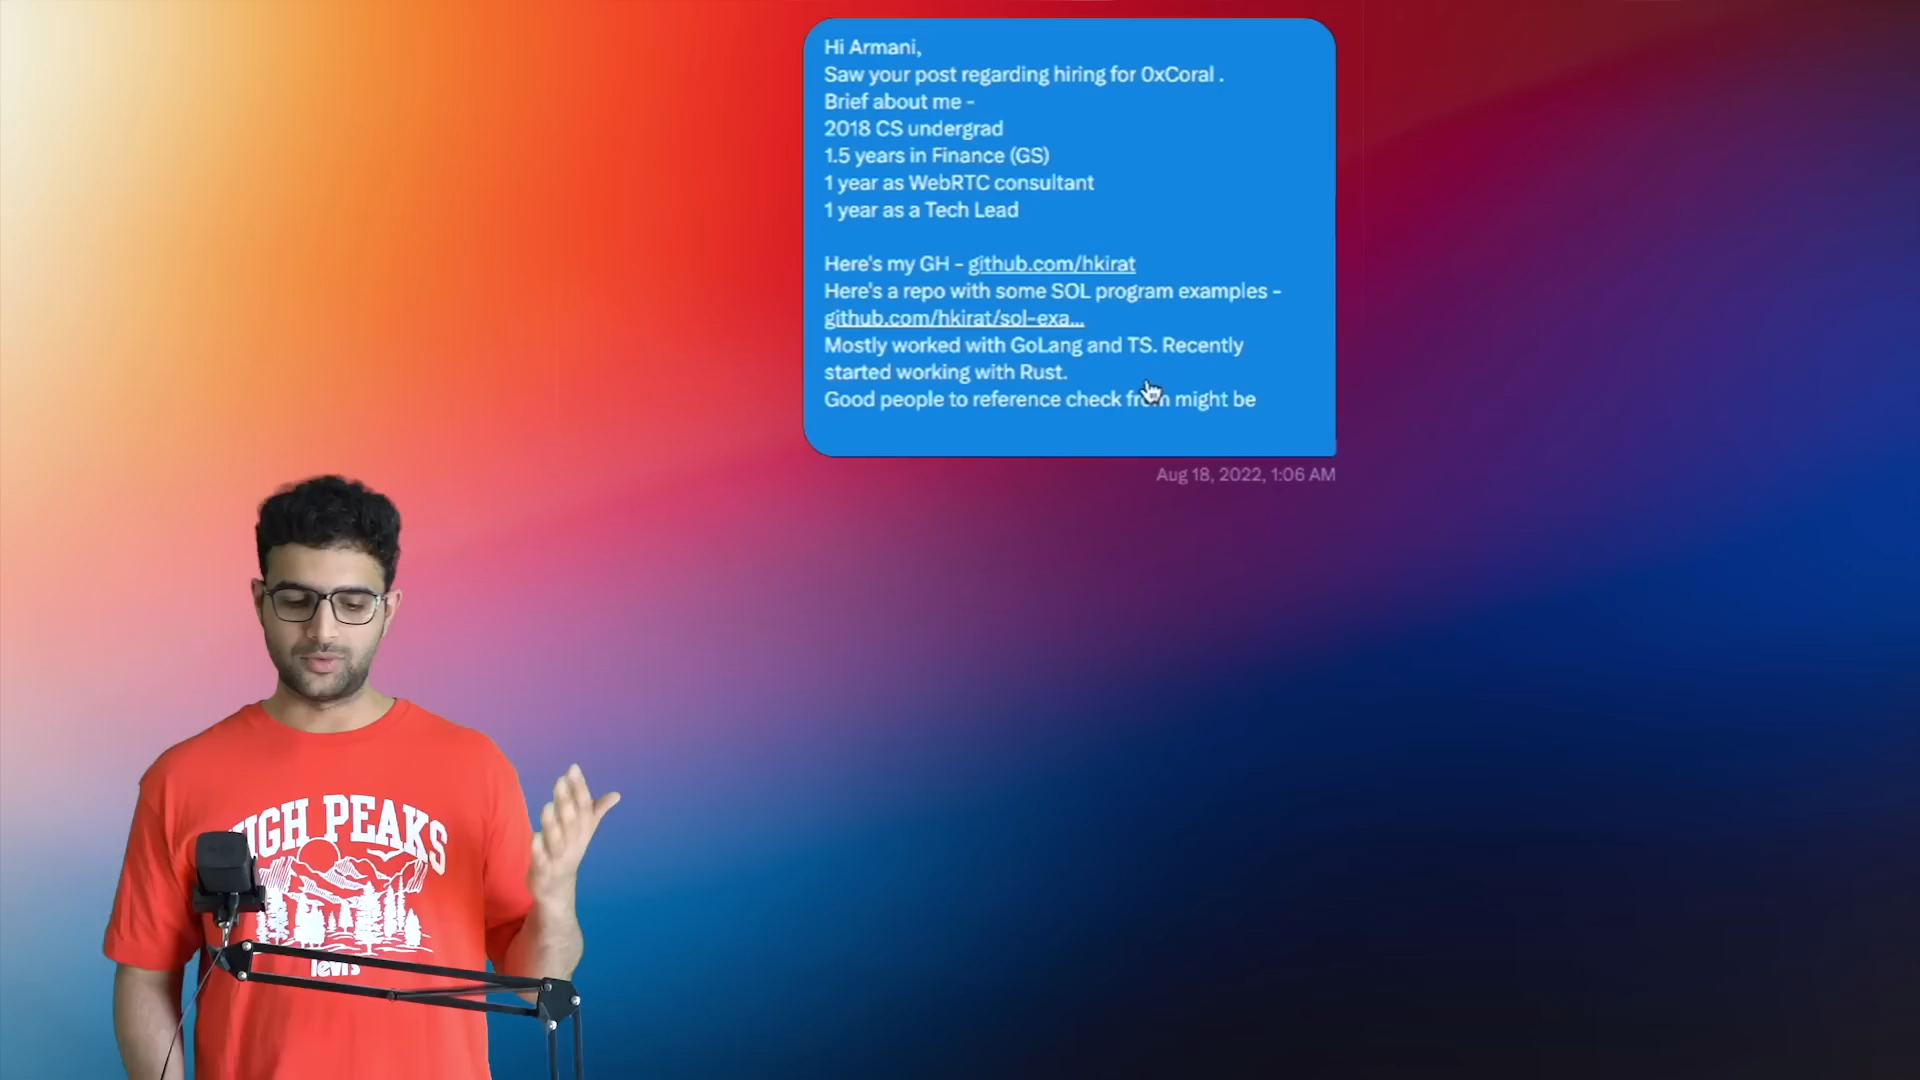 Hi Armani,
Saw your post regarding hiring for 0xCoral .
Brief about me -
2018 CS undergrad
1.5 years in Finance (GS)
1 year as WebRTC consultant
1 year as a Tech Lead
Here's my GH - github.com/hkirat
Here's a repo with some SOL program examples -
github.com/hkirat/sol-exa...
Mostly worked with GoLang and TS. Recently
started working with Rust.
Good people to reference check from might be
Aug 18, 2022, 1:06 AM
HIGH PEAKS
levi's